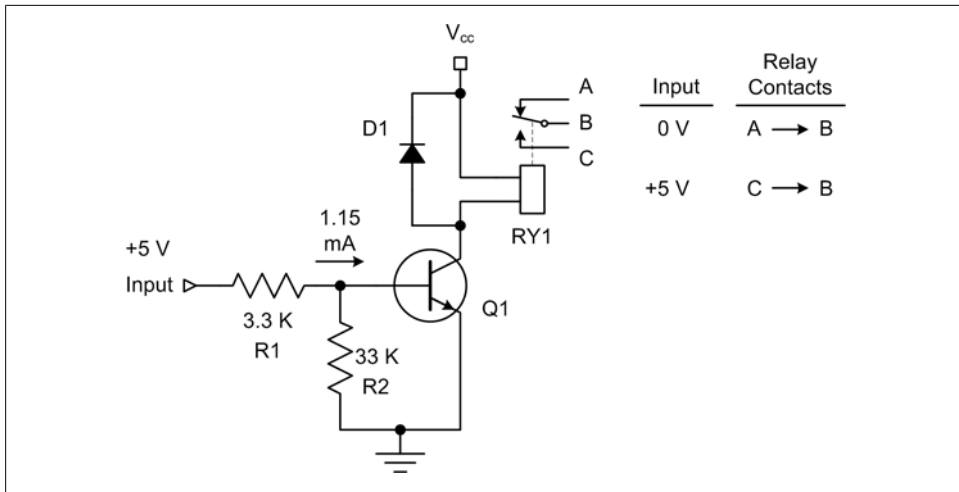 Vcc
A
B
C
D1
RY1
Input
Relay
Contacts
0 V
A → B
+5 V
C → B
1.15
mA
+5 V
Input
3.3 K
R1
33 K
R2
Q1